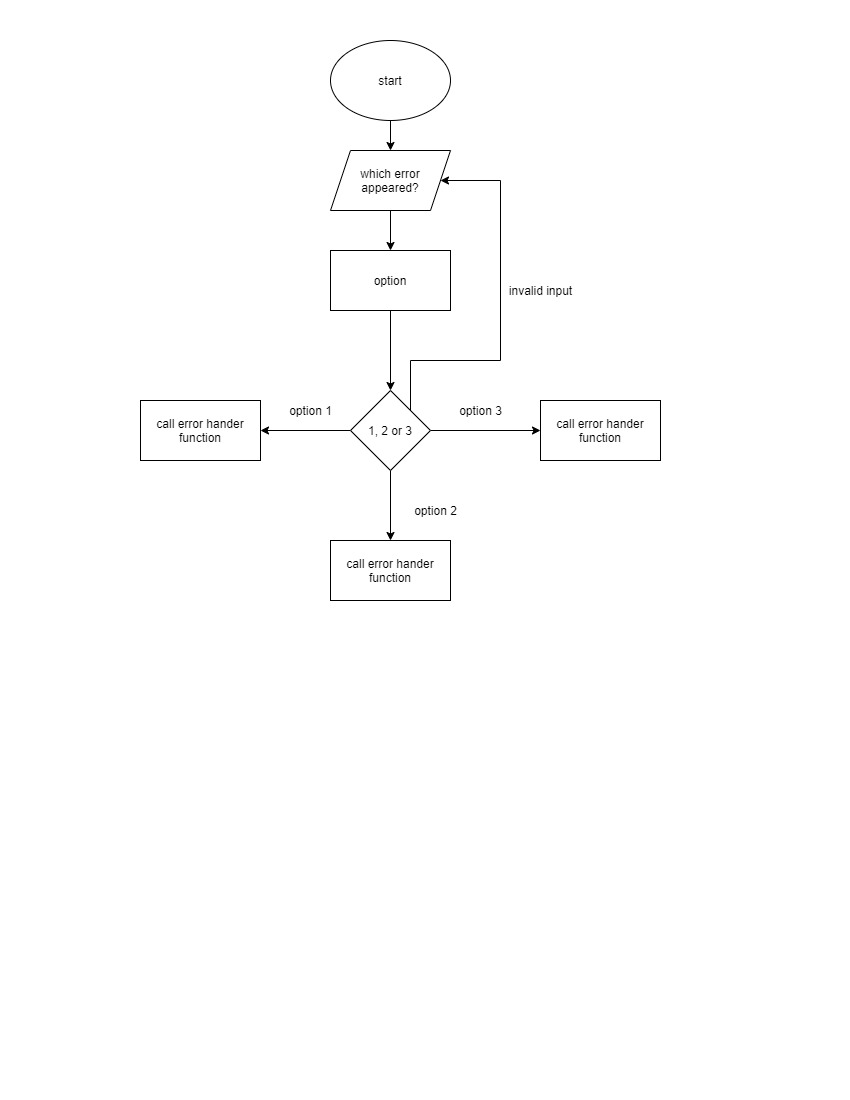 start
which error
appeared?
option
invalid input
option 1
option 3
call error hander
function
1, 2 or 3
call error hander
function
option 2
call error hander
function